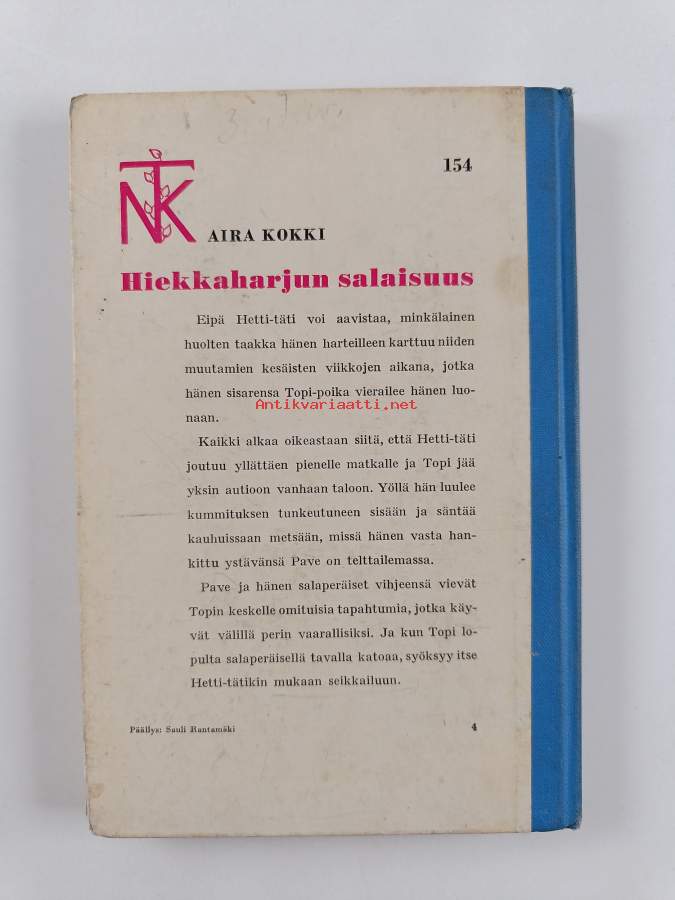 154
NTK
AIRA KOKKI
Hiekkaharjun salaisuus
Eipä Hetti-täti voi aavistaa, minkälainen
huolten taakka hänen harteilleen karttuu niiden
muutamien kesäisten viikkojen aikana, jotka
hänen sisarensa Topi-poika vierailee hänen luo-
naan.
Antikvariaatti.net
Kaikki alkaa oikeastaan siitä, että Hetti-täti
joutuu yllättäen pienelle matkalle ja Topi jää
yksin autioon vanhaan taloon. Yöllä hän luulee
kummituksen tunkeutuneen sisään ja säntää
kauhuissaan metsään, missä hänen vasta han-
kittu ystävänsä Pave on telttailemassa.
Pave ja hänen salaperäiset vihjeensä vievät
Topin keskelle omituisia tapahtumia, jotka käy-
vät välillä perin vaarallisiksi. Ja kun Topi lo-
pulta salaperäisellä tavalla katoaa, syöksyy itse
Hetti-tätikin mukaan seikkailuun.
Päällys: Sauli Rantamäki
4